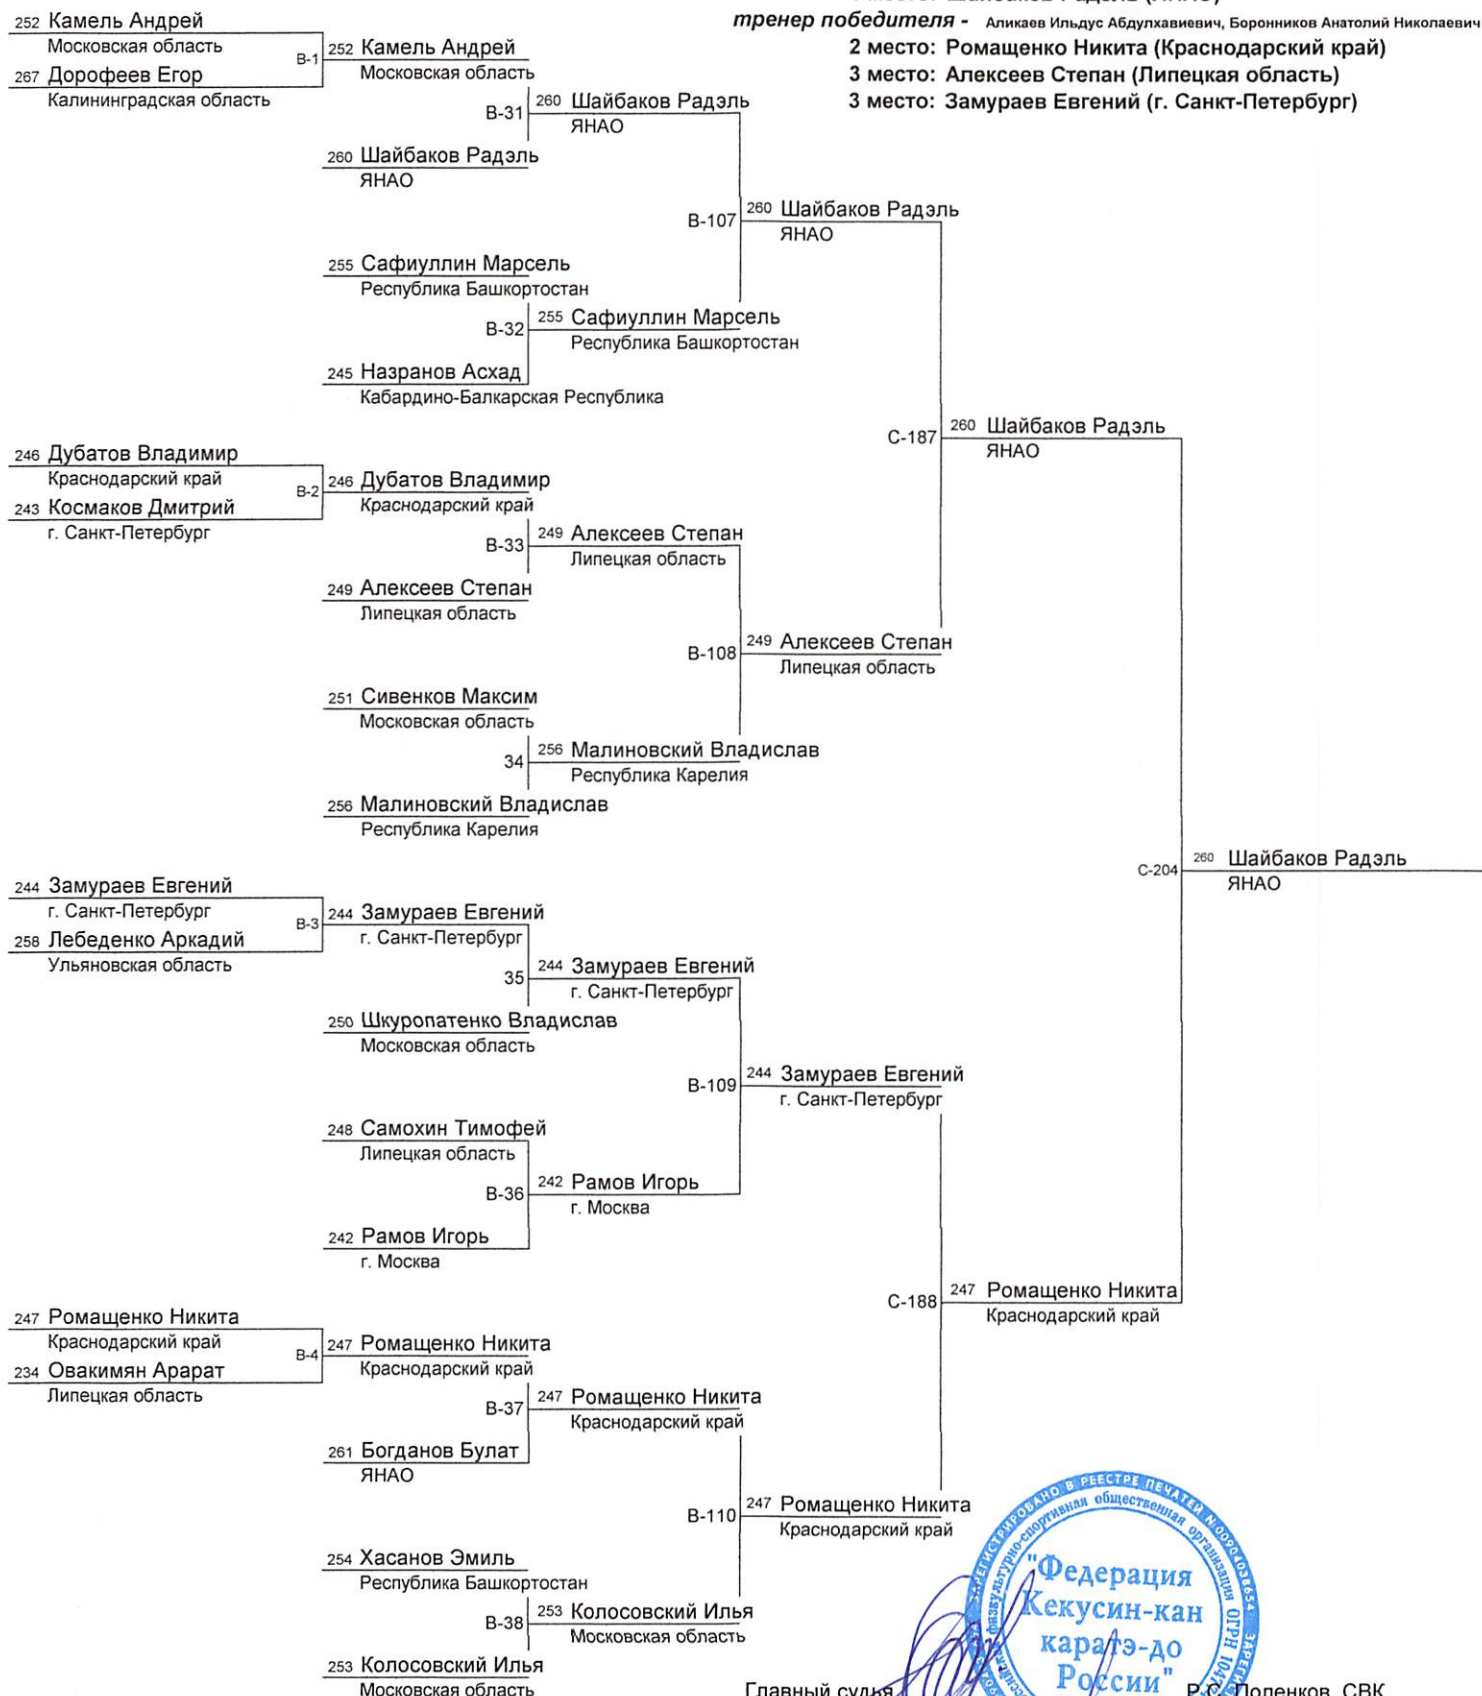 тренер победителя - Аликаев Ильдус Абдулхавиевич, Боронников Анатолий Николаевич
2 место: Ромащенко Никита (Краснодарский край)
3 место: Алексеев Степан (Липецкая область)
3 место: Замураев Евгений (г. Санкт-Петербург)
252 Камель Андрей
Московская область
B-1
267 Дорофеев Егор
Калининградская область
252 Камель Андрей
Московская область
B-31
260 Шайбаков Радэль
ЯНАО
260 Шайбаков Радэль
ЯНАО
B-107
260 Шайбаков Радэль
ЯНАО
255 Сафиуллин Марсель
Республика Башкортостан
B-32
255 Сафиуллин Марсель
Республика Башкортостан
245 Назранов Асхад
Кабардино-Балкарская Республика
C-187
260 Шайбаков Радэль
ЯНАО
246 Дубатов Владимир
Краснодарский край
B-2
243 Космаков Дмитрий
г. Санкт-Петербург
246 Дубатов Владимир
Краснодарский край
B-33
249 Алексеев Степан
Липецкая область
249 Алексеев Степан
Липецкая область
B-108
249 Алексеев Степан
Липецкая область
251 Сивенков Максим
Московская область
34
256 Малиновский Владислав
Республика Карелия
256 Малиновский Владислав
Республика Карелия
C-204
260 Шайбаков Радэль
ЯНАО
244 Замураев Евгений
г. Санкт-Петербург
B-3
258 Лебеденко Аркадий
Ульяновская область
244 Замураев Евгений
г. Санкт-Петербург
35
244 Замураев Евгений
г. Санкт-Петербург
250 Шкуропатенко Владислав
Московская область
B-109
244 Замураев Евгений
г. Санкт-Петербург
248 Самохин Тимофей
Липецкая область
B-36
242 Рамов Игорь
г. Москва
242 Рамов Игорь
г. Москва
C-188
247 Ромащенко Никита
Краснодарский край
247 Ромащенко Никита
Краснодарский край
B-4
234 Овакимян Арарат
Липецкая область
247 Ромащенко Никита
Краснодарский край
B-37
247 Ромащенко Никита
Краснодарский край
261 Богданов Булат
ЯНАО
B-110
247 Ромащенко Никита
Краснодарский край
254 Хасанов Эмиль
Республика Башкортостан
B-38
253 Колосовский Илья
Московская область
253 Колосовский Илья
Московская область
Главный судья
Р.С. Поленков, СВК
ЗАРЕГИСТРИРОВАНО В РЕЕСТРЕ ПЕЧАТЕЙ
физкультурно-спортивная общественная организация ОГРН
"Федерация
Кекусин-кан
каратэ-до
России"